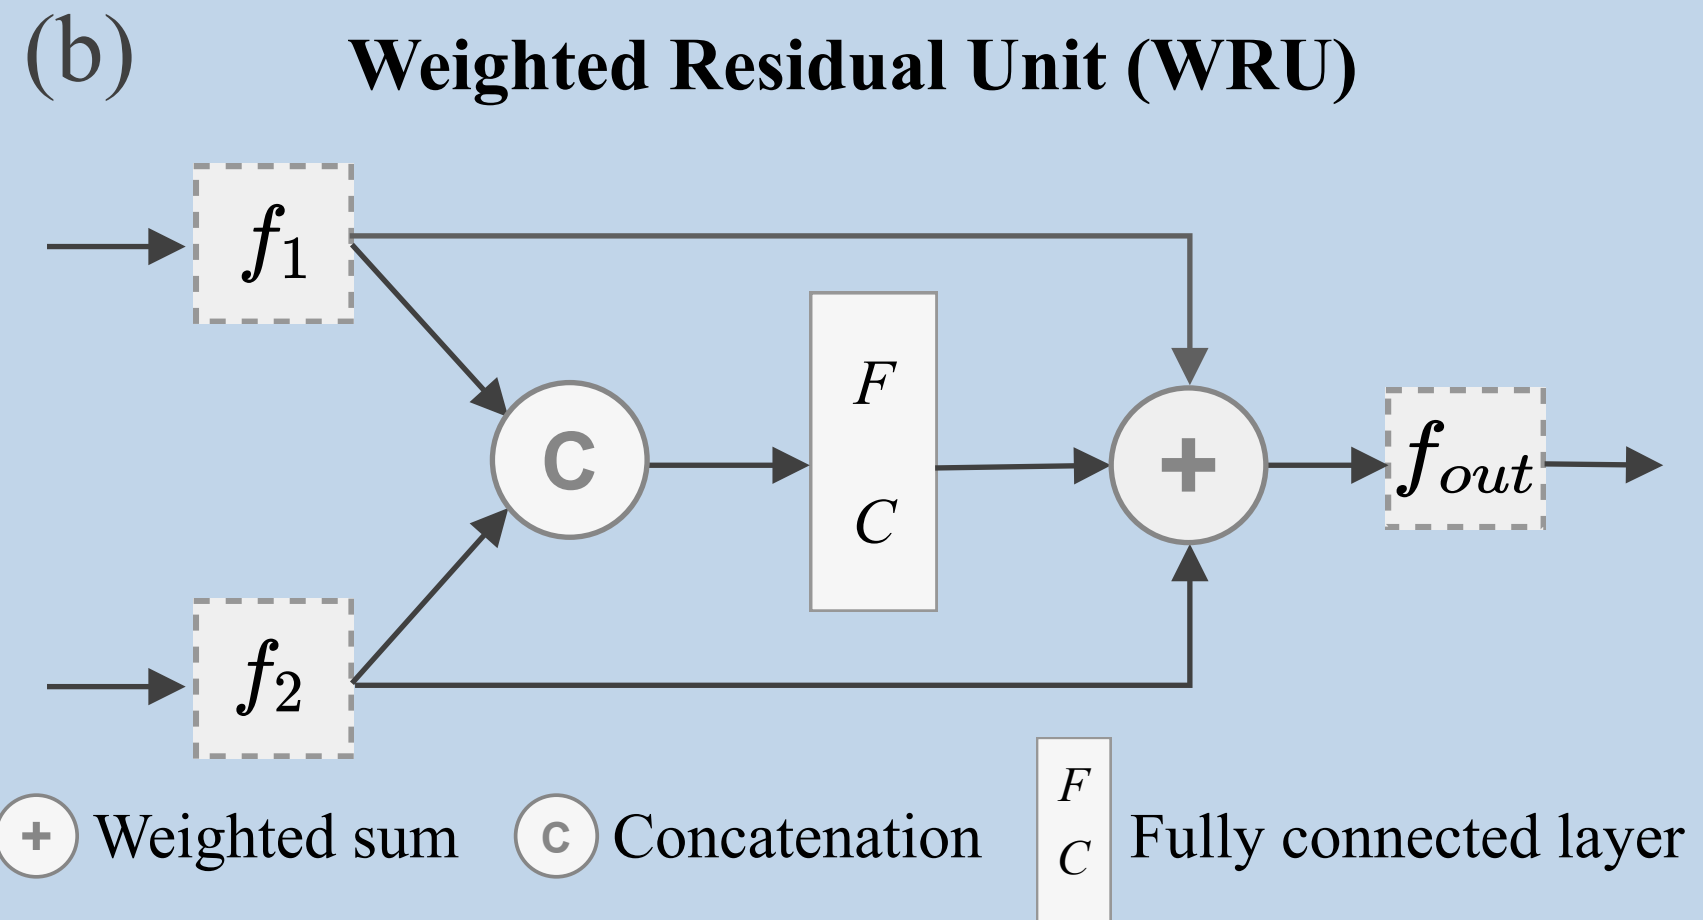 (b)
Weighted Residual Unit (WRU)
f1
F
C
C
+
fout
f2
+ Weighted sum
C Concatenation
F
C
Fully connected layer